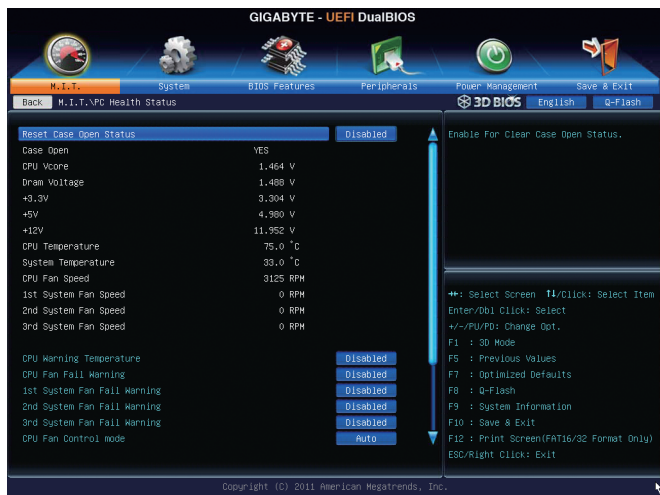 GIGABYTE - UEFI DualBIOS
M.I.T. System BIOS Features Peripherals Power Management Save & Exit
Back M.I.T.\PC Health Status 3D BIOS English Q-Flash
Reset Case Open Status Disabled
Case Open YES
CPU Vcore 1.464 V
Dram Voltage 1.488 V
+3.3V 3.304 V
+5V 4.980 V
+12V 11.952 V
CPU Temperature 75.0 °C
System Temperature 33.0 °C
CPU Fan Speed 3125 RPM
1st System Fan Speed 0 RPM
2nd System Fan Speed 0 RPM
3rd System Fan Speed 0 RPM
CPU Warning Temperature Disabled
CPU Fan Fail Warning Disabled
1st System Fan Fail Warning Disabled
2nd System Fan Fail Warning Disabled
3rd System Fan Fail Warning Disabled
CPU Fan Control mode Auto
Enable For Clear Case Open Status.
→←: Select Screen ↑↓/Click: Select Item
Enter/Dbl Click: Select
+/-/PU/PD: Change Opt.
F1 : 3D Mode
F5 : Previous Values
F7 : Optimized Defaults
F8 : Q-Flash
F9 : System Information
F10 : Save & Exit
F12 : Print Screen(FAT16/32 Format Only)
ESC/Right Click: Exit
Copyright (C) 2011 American Megatrends, Inc.